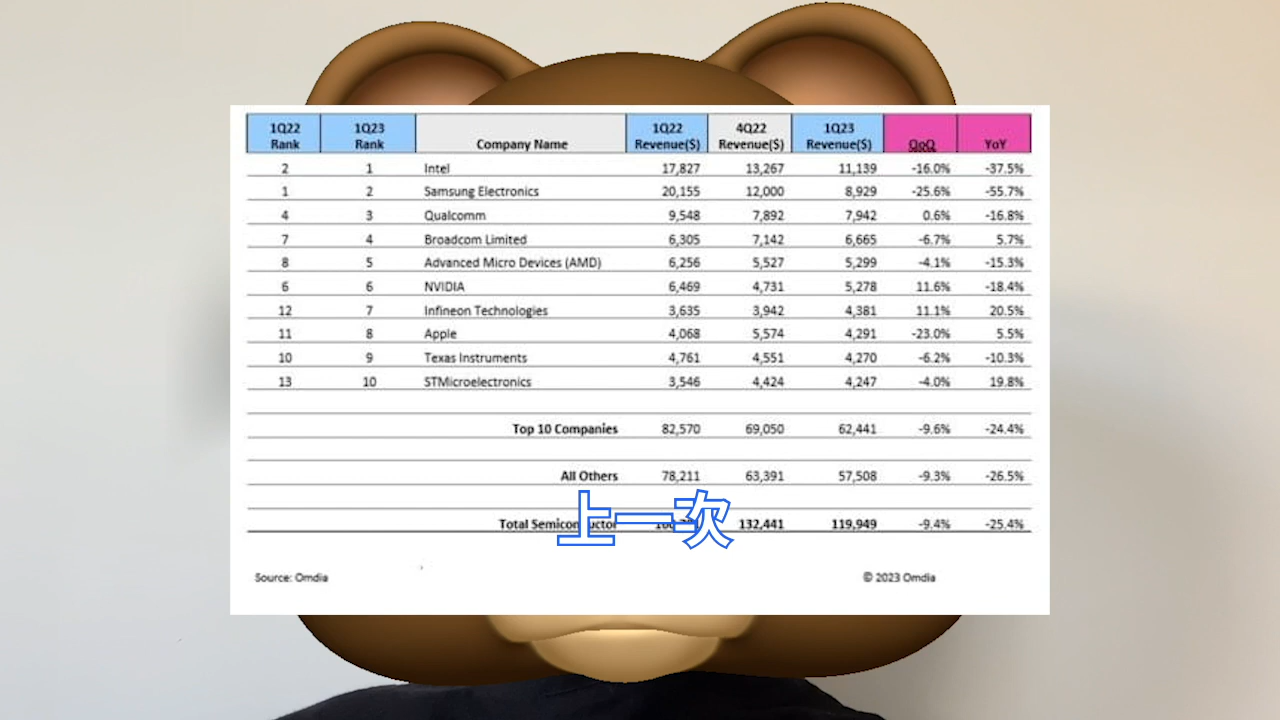 1Q22 Rank 1Q23 Rank Company Name 1Q22 Revenue($) 4Q22 Revenue($) 1Q23 Revenue($) QoQ YoY
2 1 Intel 17,827 13,267 11,139 -16.0% -37.5%
1 2 Samsung Electronics 20,155 12,000 8,929 -25.6% -55.7%
4 3 Qualcomm 9,548 7,892 7,942 0.6% -16.8%
7 4 Broadcom Limited 6,305 7,142 6,665 -6.7% 5.7%
8 5 Advanced Micro Devices (AMD) 6,256 5,527 5,299 -4.1% -15.3%
6 6 NVIDIA 6,469 4,731 5,278 11.6% -18.4%
12 7 Infineon Technologies 3,635 3,942 4,381 11.1% 20.5%
11 8 Apple 4,068 5,574 4,291 -23.0% 5.5%
10 9 Texas Instruments 4,761 4,551 4,270 -6.2% -10.3%
13 10 STMicroelectronics 3,546 4,424 4,247 -4.0% 19.8%
Top 10 Companies 82,570 69,050 62,441 -9.6% -24.4%
All Others 78,211 63,391 57,508 -9.3% -26.5%
Total Semiconductor 132,441 119,949 -9.4% -25.4%
上一次
Source: Omdia © 2023 Omdia